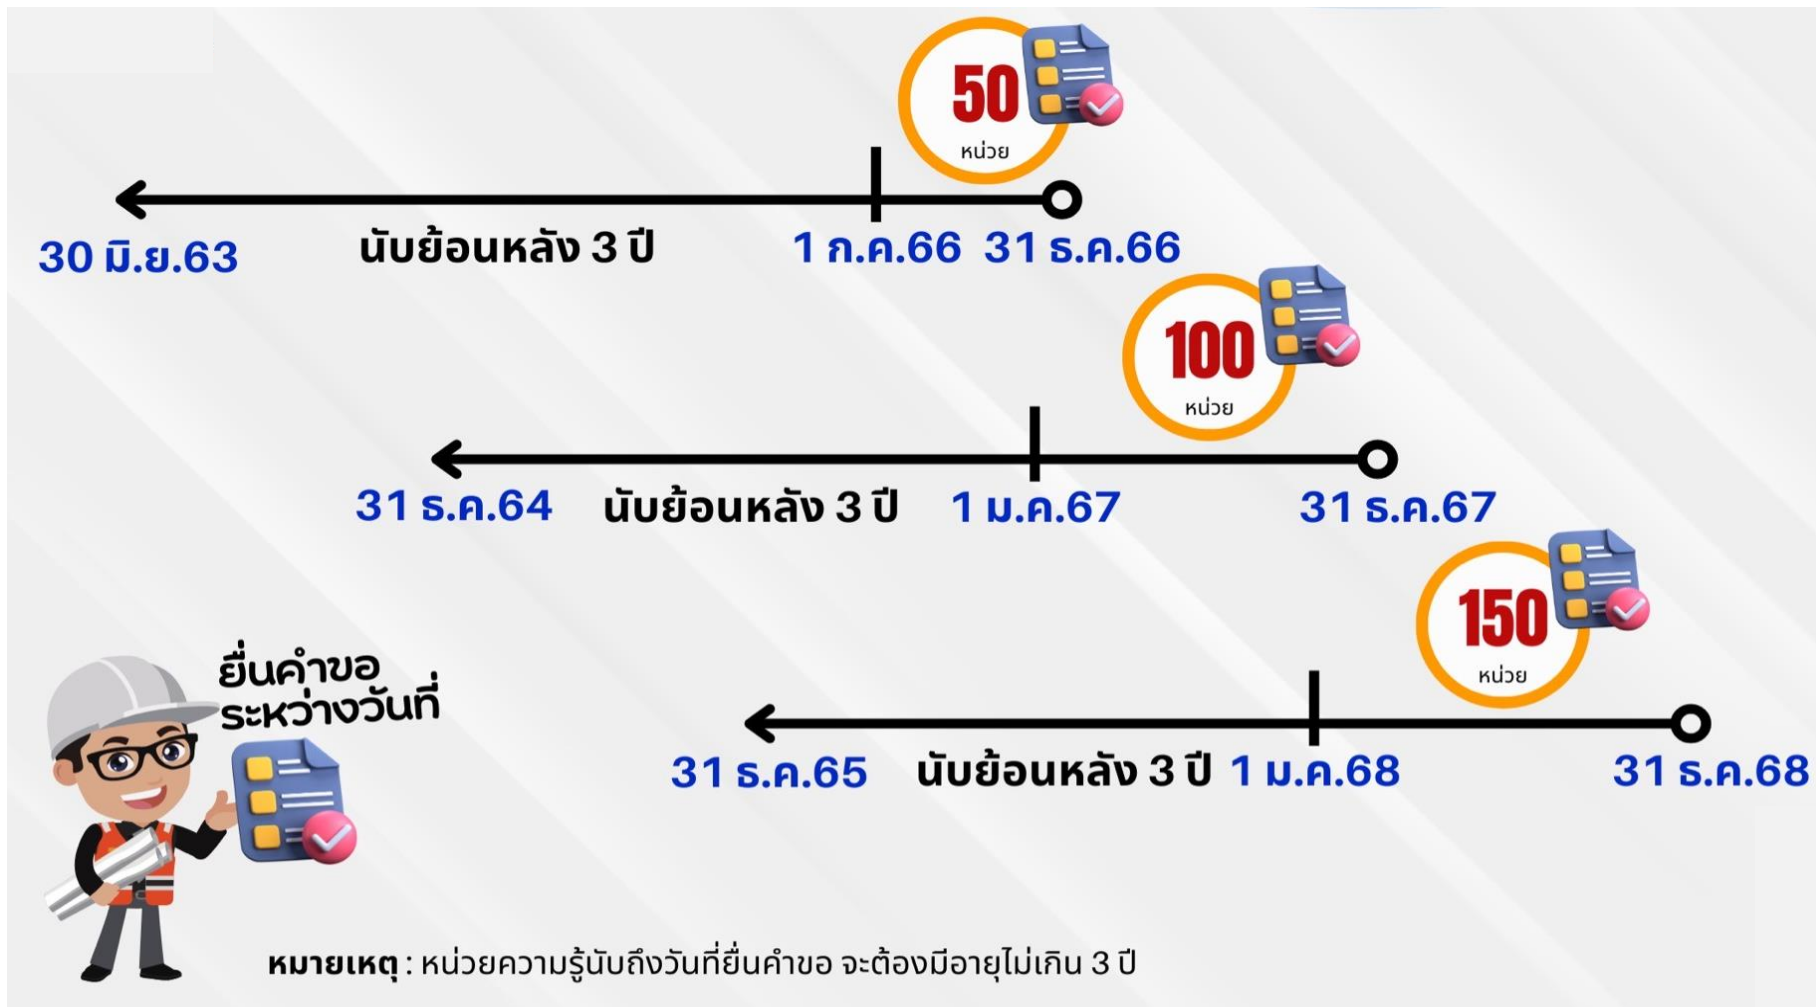 50
หน่วย
30 มิ.ย.63 นับย้อนหลัง 3 ปี 1 ก.ค.66 31 ธ.ค.66
100
หน่วย
31 ธ.ค.64 นับย้อนหลัง 3 ปี 1 ม.ค.67 31 ธ.ค.67
150
หน่วย
31 ธ.ค.65 นับย้อนหลัง 3 ปี 1 ม.ค.68 31 ธ.ค.68
ยื่นคำขอ
ระหว่างวันที่
หมายเหตุ : หน่วยความรู้นับถึงวันที่ยื่นคำขอ จะต้องมีอายุไม่เกิน 3 ปี